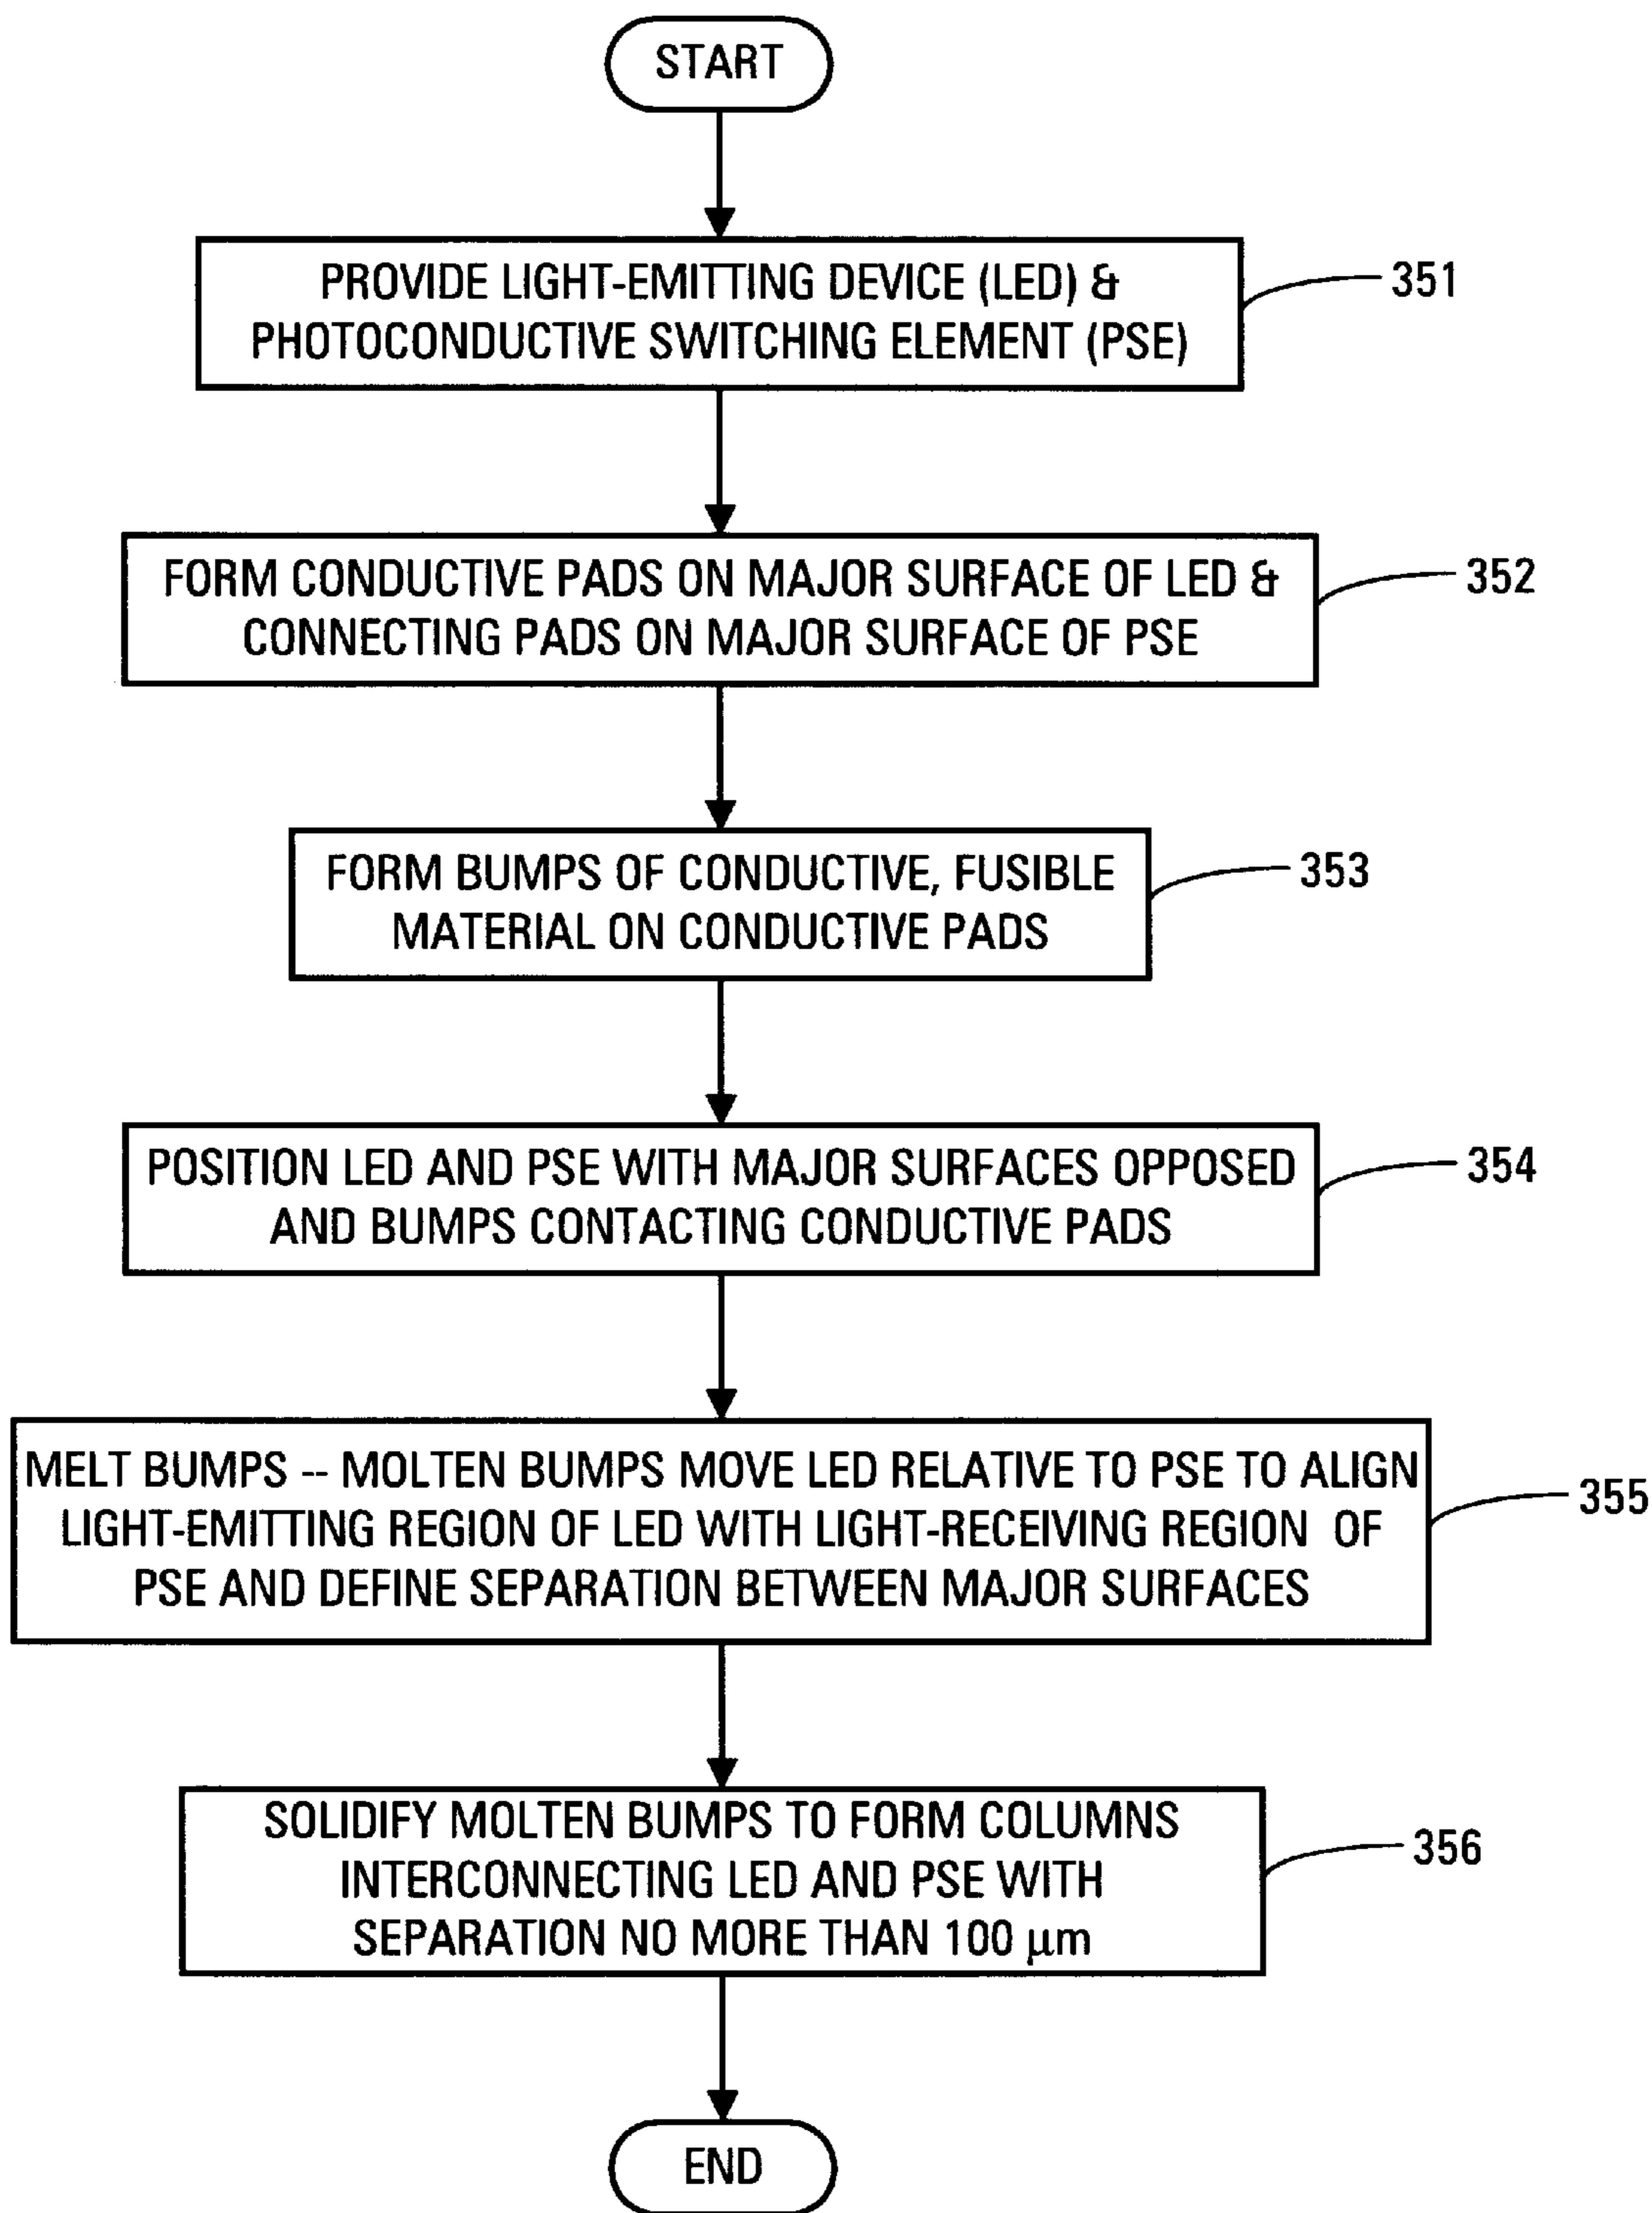 START
PROVIDE LIGHT-EMITTING DEVICE (LED) &
PHOTOCONDUCTIVE SWITCHING ELEMENT (PSE)
351
FORM CONDUCTIVE PADS ON MAJOR SURFACE OF LED &
CONNECTING PADS ON MAJOR SURFACE OF PSE
352
FORM BUMPS OF CONDUCTIVE, FUSIBLE
MATERIAL ON CONDUCTIVE PADS
353
POSITION LED AND PSE WITH MAJOR SURFACES OPPOSED
AND BUMPS CONTACTING CONDUCTIVE PADS
354
MELT BUMPS -- MOLTEN BUMPS MOVE LED RELATIVE TO PSE TO ALIGN
LIGHT-EMITTING REGION OF LED WITH LIGHT-RECEIVING REGION OF
PSE AND DEFINE SEPARATION BETWEEN MAJOR SURFACES
355
SOLIDIFY MOLTEN BUMPS TO FORM COLUMNS
INTERCONNECTING LED AND PSE WITH
SEPARATION NO MORE THAN 100 μm
356
END